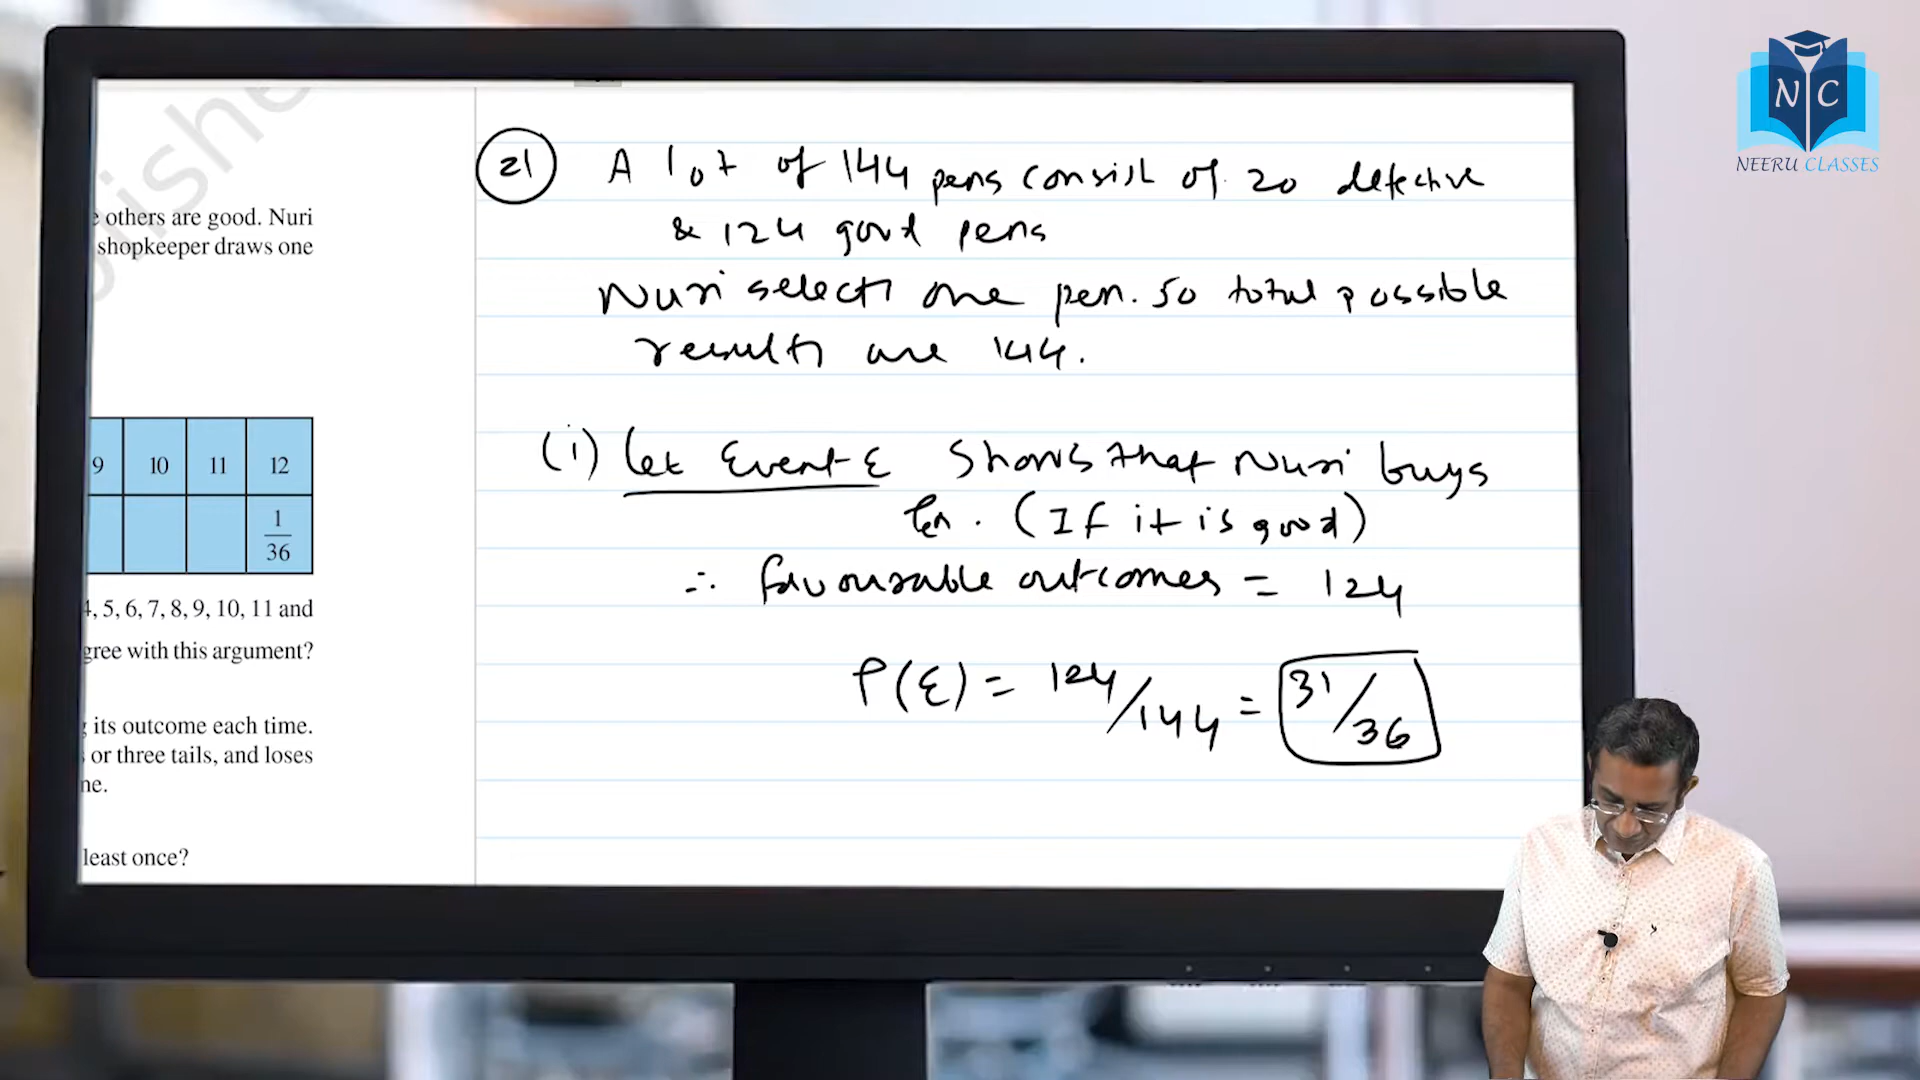 NC
NEERU CLASSES
e others are good. Nuri
shopkeeper draws one
9 10 11 12
1
36
4, 5, 6, 7, 8, 9, 10, 11 and
gree with this argument?
its outcome each time.
or three tails, and loses
ne.
least once?
21 A lot of 144 pens consist of 20 defective
& 124 good pens
Nuri selects one pen. So total possible
results are 144.
(i) Let Event E shows that Nuri buys
Pen. (If it is good)
∴ favourable outcomes = 124
P(E) = 124/144 = 31/36